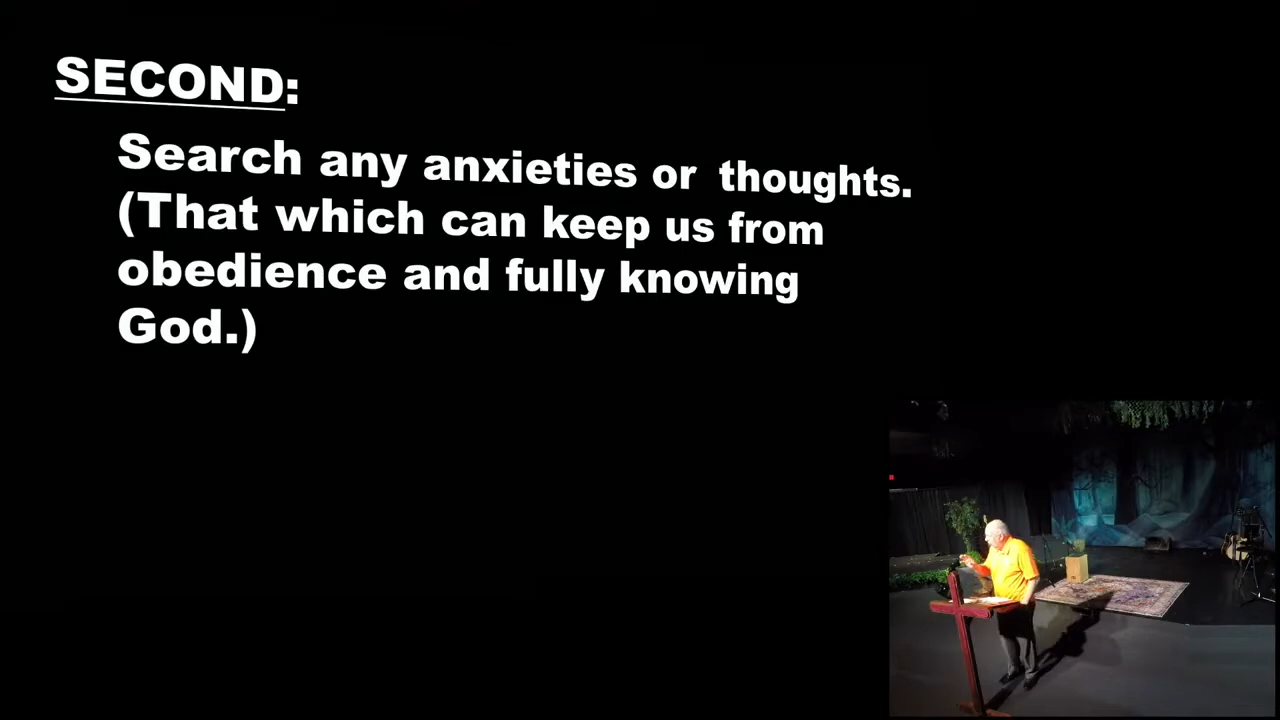 SECOND:
Search any anxieties or thoughts.
(That which can keep us from
obedience and fully knowing
God.)